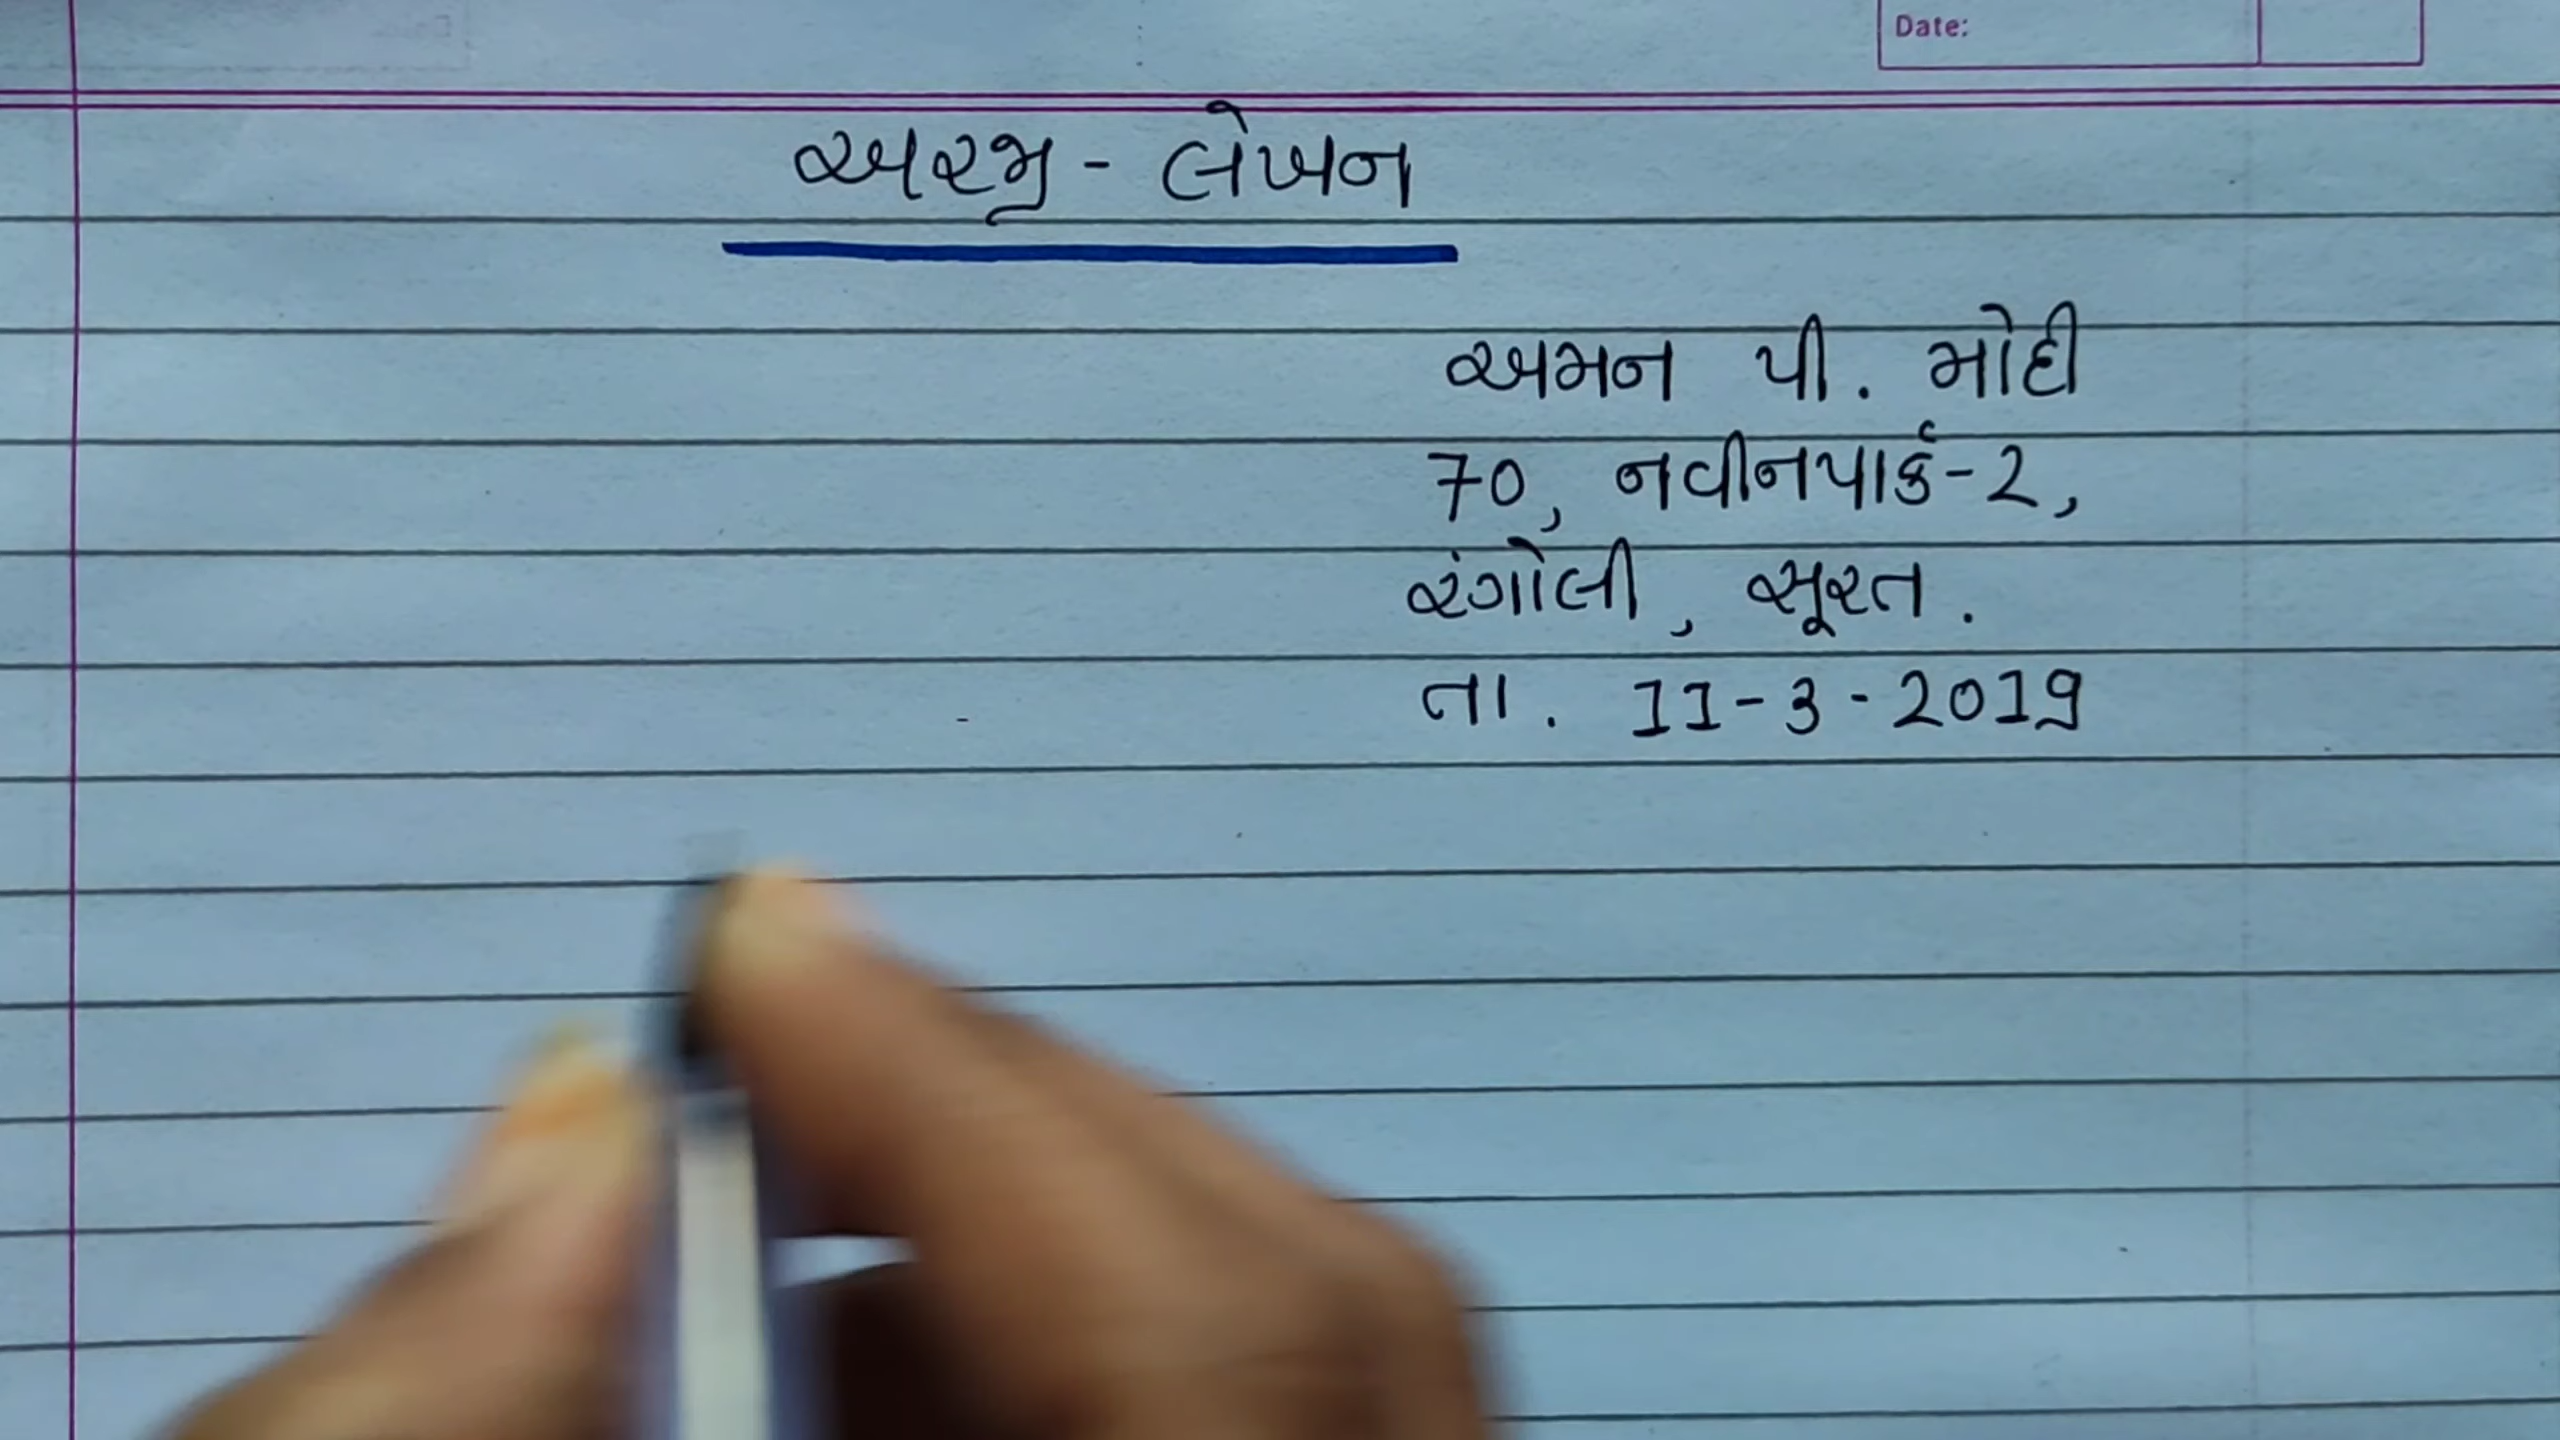 Date:
અરજી - લેખન
અમન પી. મોદી
70, નવીનપાર્ક-2,
રંગોલી, સૂરત.
તા. 11-3-2019